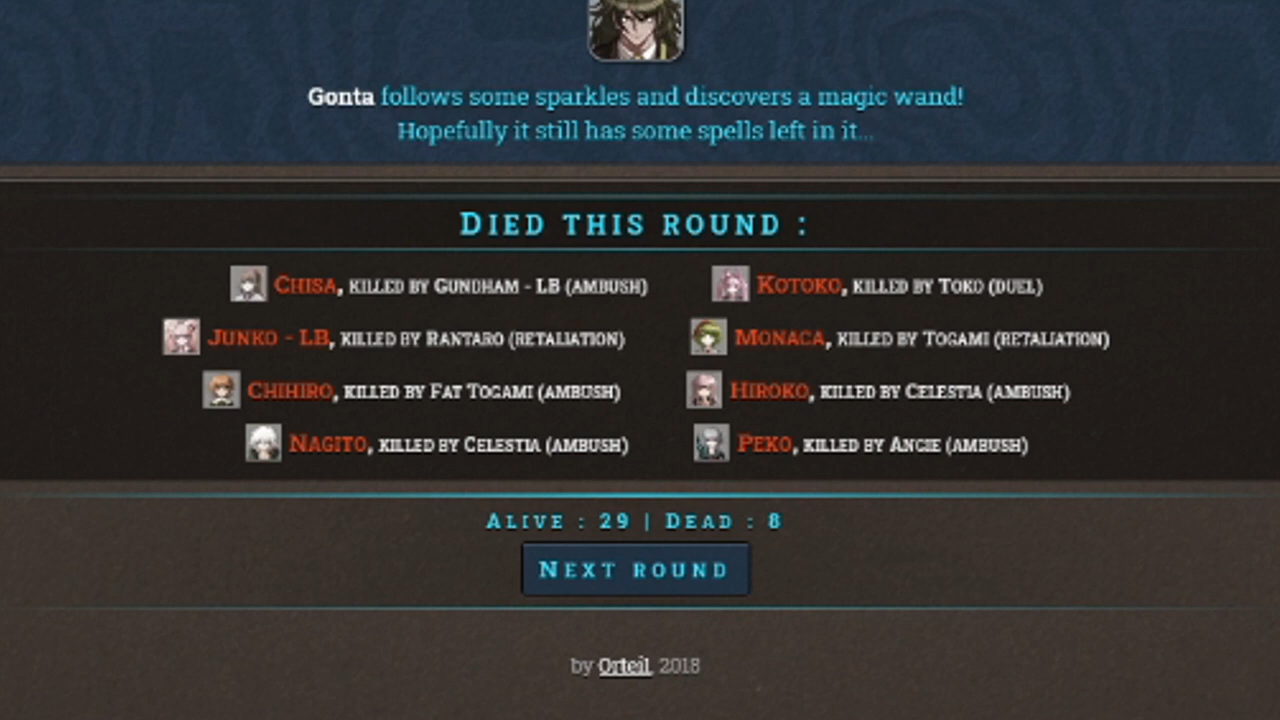 Gonta follows some sparkles and discovers a magic wand!
Hopefully it still has some spells left in it...
DIED THIS ROUND :
CHISA, KILLED BY GUNDHAM - LB (AMBUSH) KOTOKO, KILLED BY TOKO (DUEL)
JUNKO - LB, KILLED BY RANTARO (RETALIATION) MONACA, KILLED BY TOGAMI (RETALIATION)
CHIHIRO, KILLED BY FAT TOGAMI (AMBUSH) HIROKO, KILLED BY CELESTIA (AMBUSH)
NAGITO, KILLED BY CELESTIA (AMBUSH) PEKO, KILLED BY ANGIE (AMBUSH)
ALIVE : 29 | DEAD : 8
NEXT ROUND
by Orteil, 2018